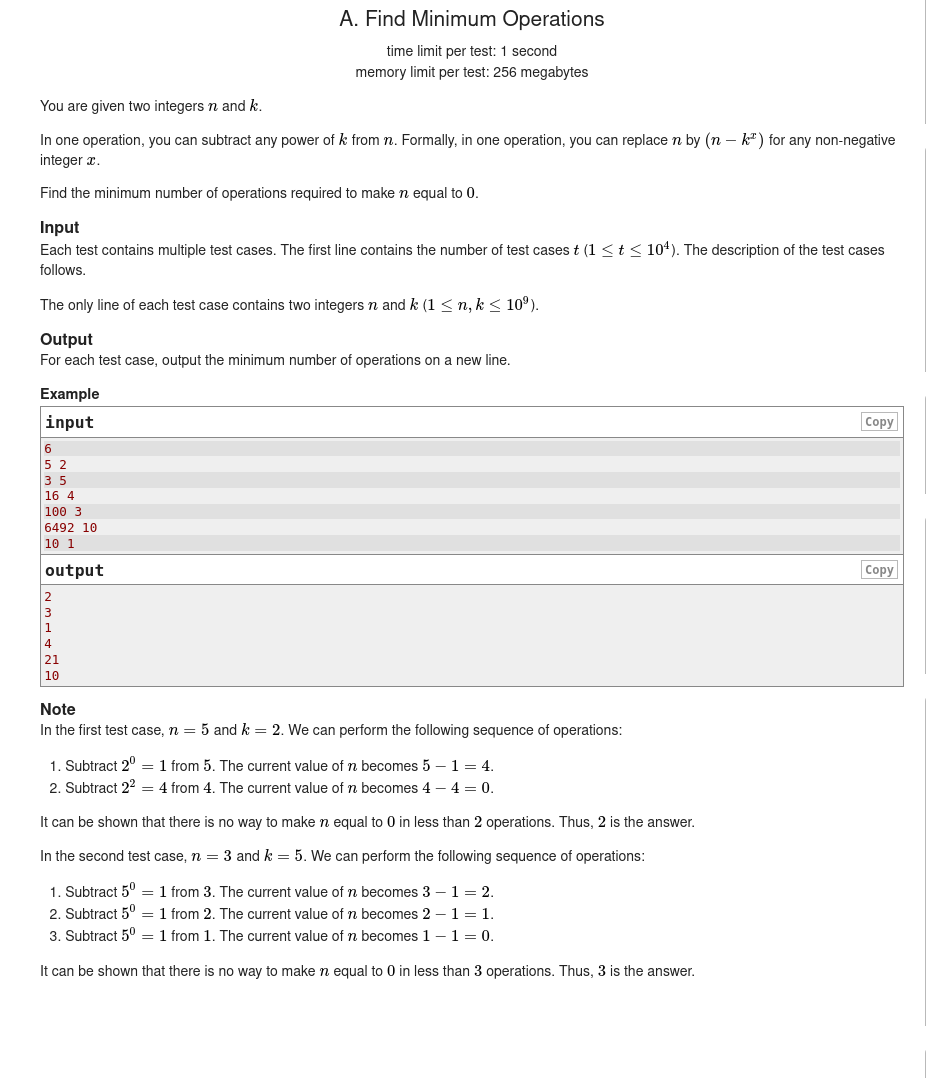 A. Find Minimum Operations
time limit per test: 1 second
memory limit per test: 256 megabytes
You are given two integers n and k.
In one operation, you can subtract any power of k from n. Formally, in one operation, you can replace n by (n − k^x) for any non-negative
integer x.
Find the minimum number of operations required to make n equal to 0.
Input
Each test contains multiple test cases. The first line contains the number of test cases t (1 ≤ t ≤ 10^4). The description of the test cases
follows.
The only line of each test case contains two integers n and k (1 ≤ n, k ≤ 10^9).
Output
For each test case, output the minimum number of operations on a new line.
Example
input Copy
6
5 2
3 5
16 4
100 3
6492 10
10 1
output Copy
2
3
1
4
21
10
Note
In the first test case, n = 5 and k = 2. We can perform the following sequence of operations:
1. Subtract 2^0 = 1 from 5. The current value of n becomes 5 − 1 = 4.
2. Subtract 2^2 = 4 from 4. The current value of n becomes 4 − 4 = 0.
It can be shown that there is no way to make n equal to 0 in less than 2 operations. Thus, 2 is the answer.
In the second test case, n = 3 and k = 5. We can perform the following sequence of operations:
1. Subtract 5^0 = 1 from 3. The current value of n becomes 3 − 1 = 2.
2. Subtract 5^0 = 1 from 2. The current value of n becomes 2 − 1 = 1.
3. Subtract 5^0 = 1 from 1. The current value of n becomes 1 − 1 = 0.
It can be shown that there is no way to make n equal to 0 in less than 3 operations. Thus, 3 is the answer.